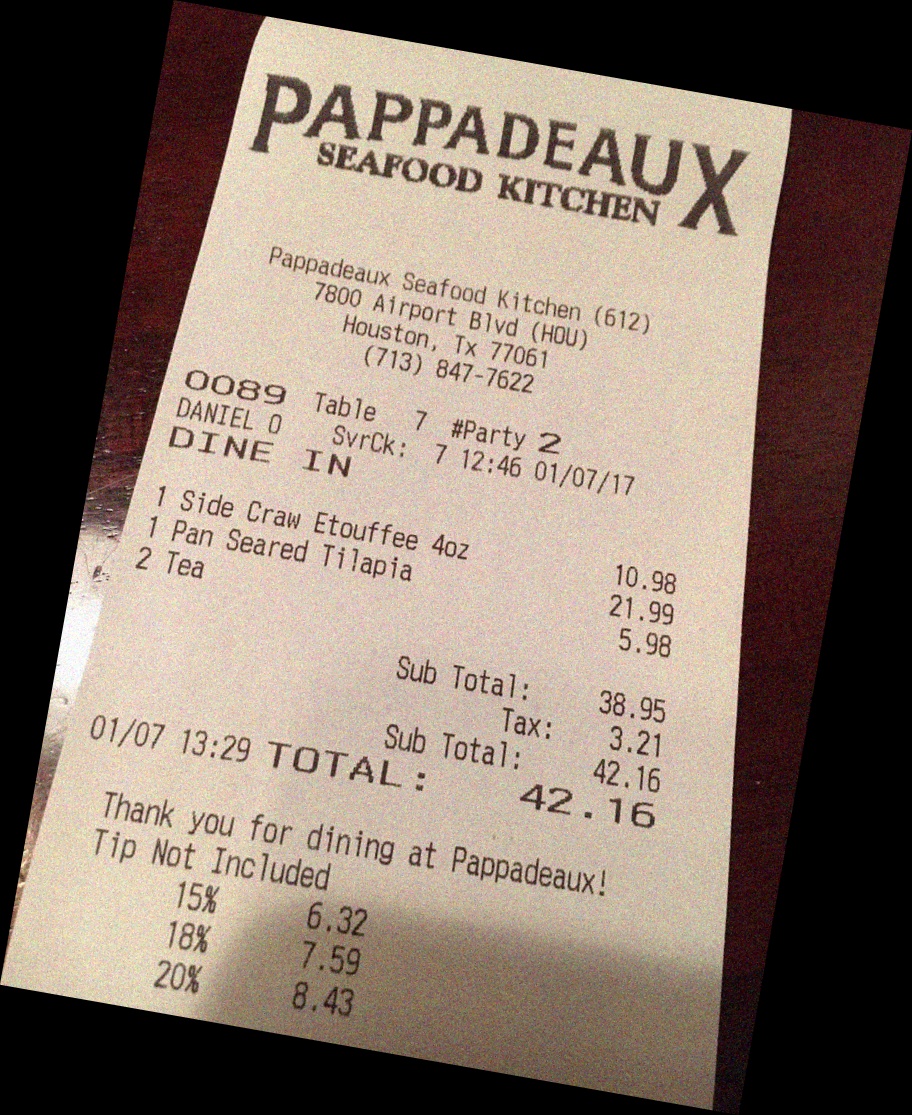 PAPPADEAUX
SEAFOOD KITCHEN
Pappadeaux Seafood Kitchen (612)
7800 Airport Blvd (HOU)
Houston, Tx 77061
(713) 847-7622
0089 Table 7 #Party 2
DANIEL O SvrCk: 7 12:46 01/07/17
DINE IN
1 Side Craw Etouffee 4oz 10.98
1 Pan Seared Tilapia 21.99
2 Tea 5.98
Sub Total: 38.95
Tax: 3.21
Sub Total: 42.16
01/07 13:29 TOTAL: 42.16
Thank you for dining at Pappadeaux!
Tip Not Included
15% 6.32
18% 7.59
20% 8.43